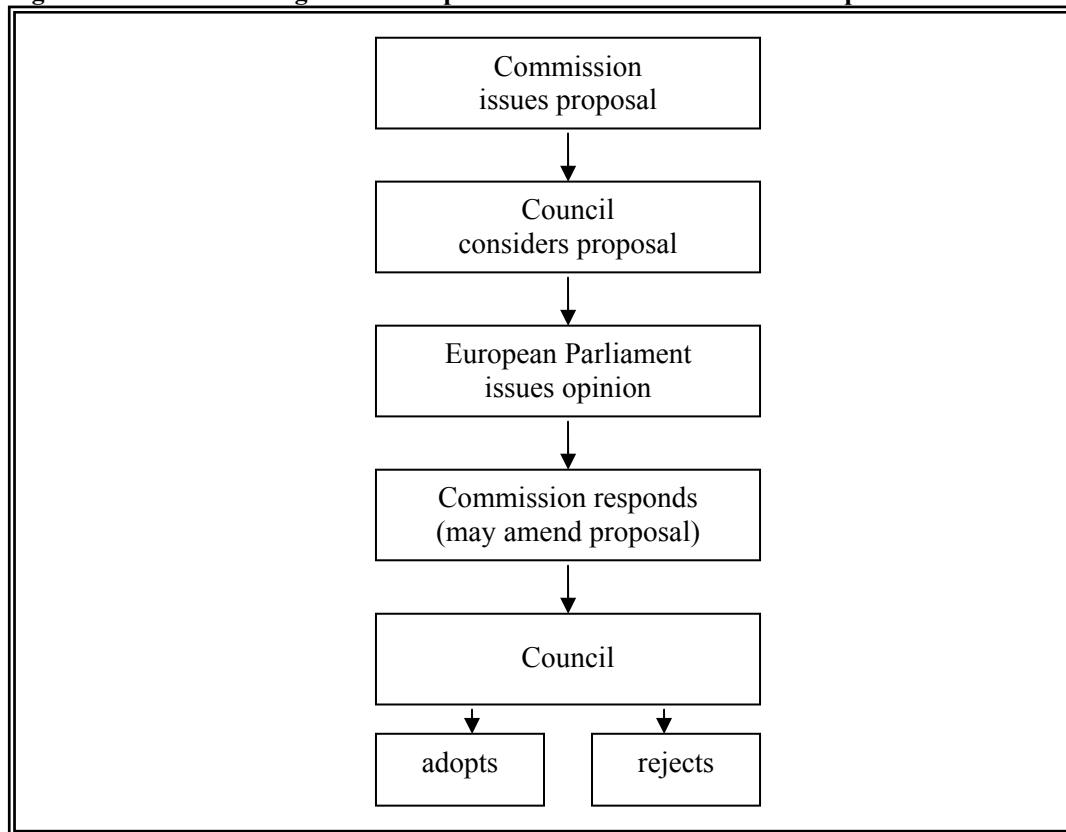 Commission
issues proposal
Council
considers proposal
European Parliament
issues opinion
Commission responds
(may amend proposal)
Council
adopts
rejects